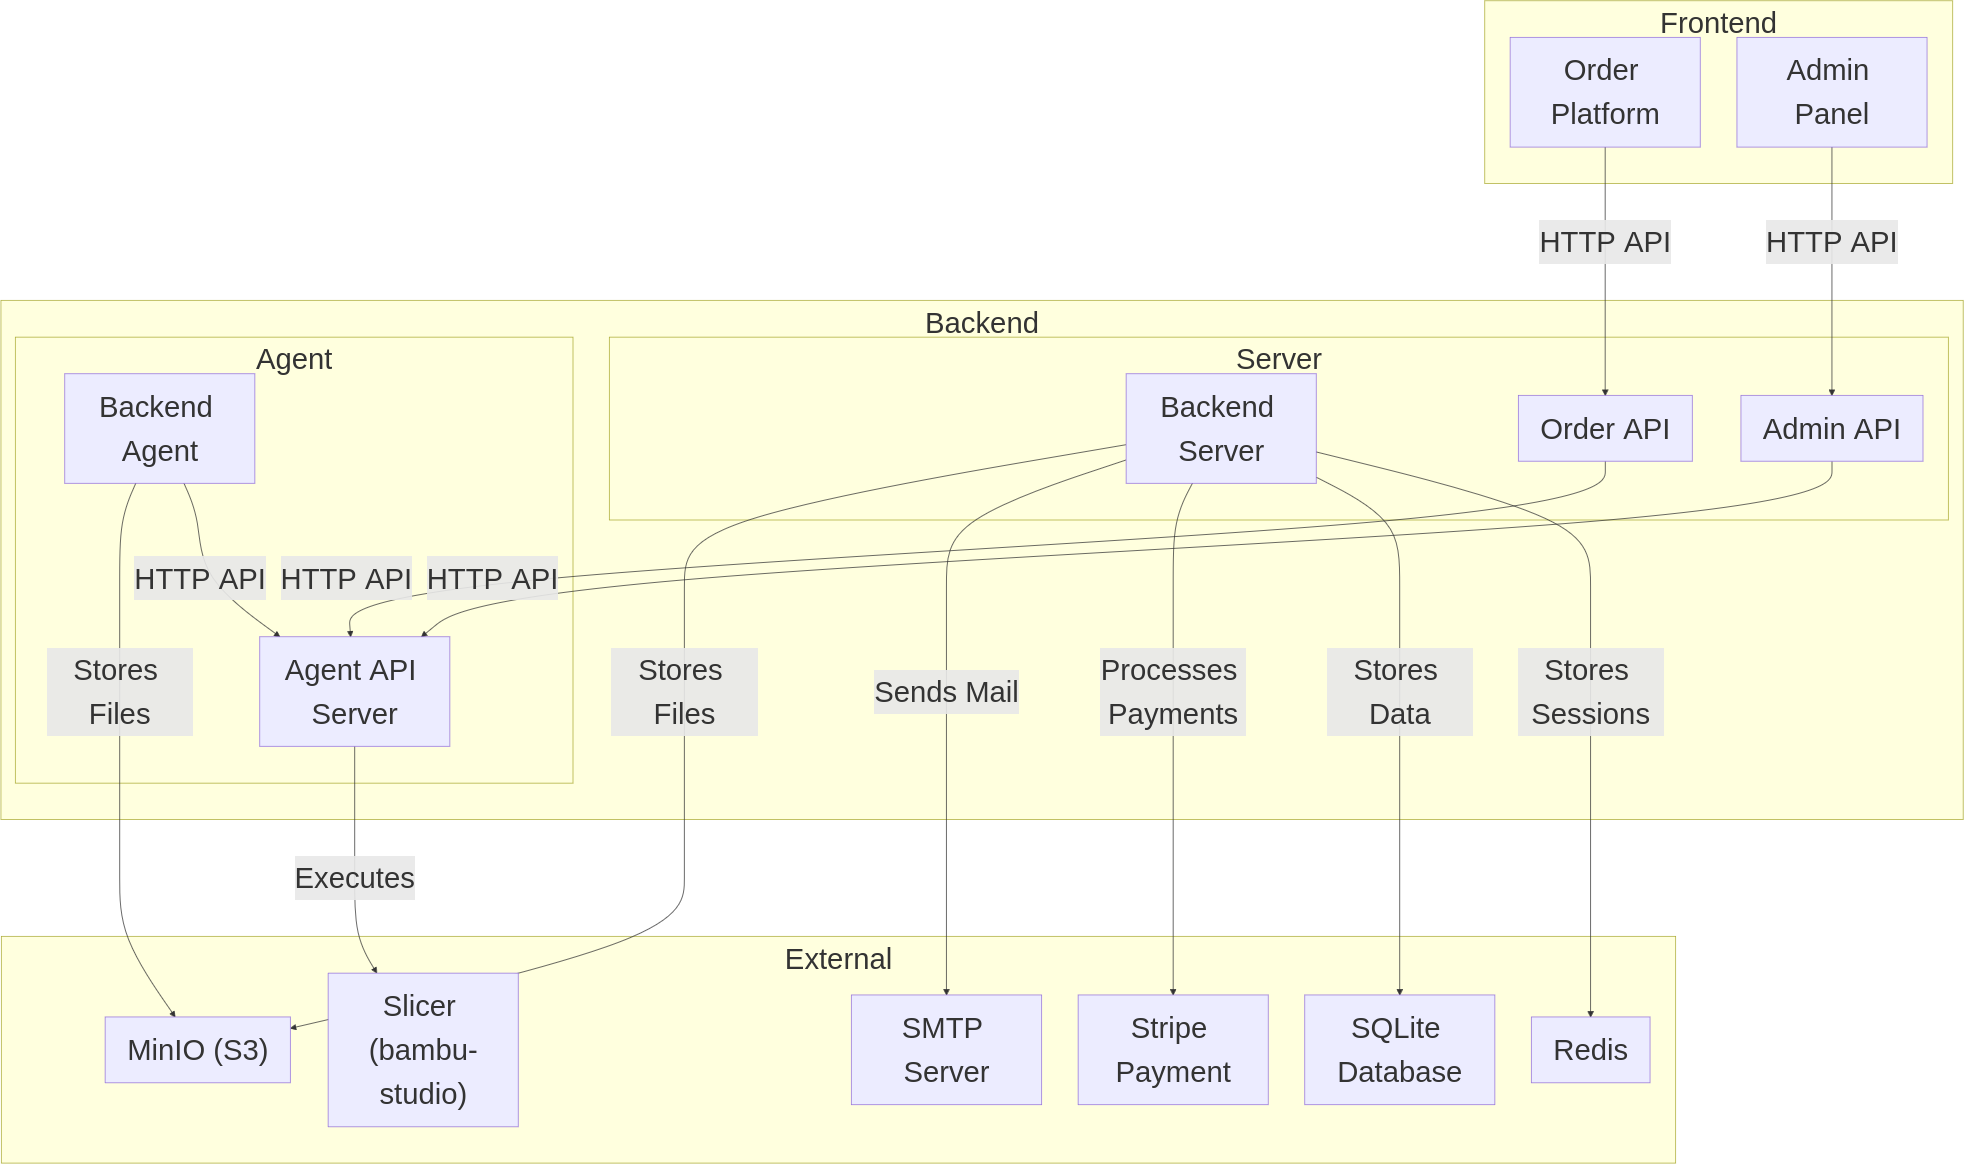 Frontend
Order
Platform
Admin
Panel
HTTP API
HTTP API
Backend
Agent
Backend
Agent
Server
Backend
Server
Order API
Admin API
HTTP API
HTTP API
HTTP API
Stores
Files
Agent API
Server
Stores
Files
Sends Mail
Processes
Payments
Stores
Data
Stores
Sessions
Executes
External
MinIO (S3)
Slicer
(bambu-
studio)
SMTP
Server
Stripe
Payment
SQLite
Database
Redis